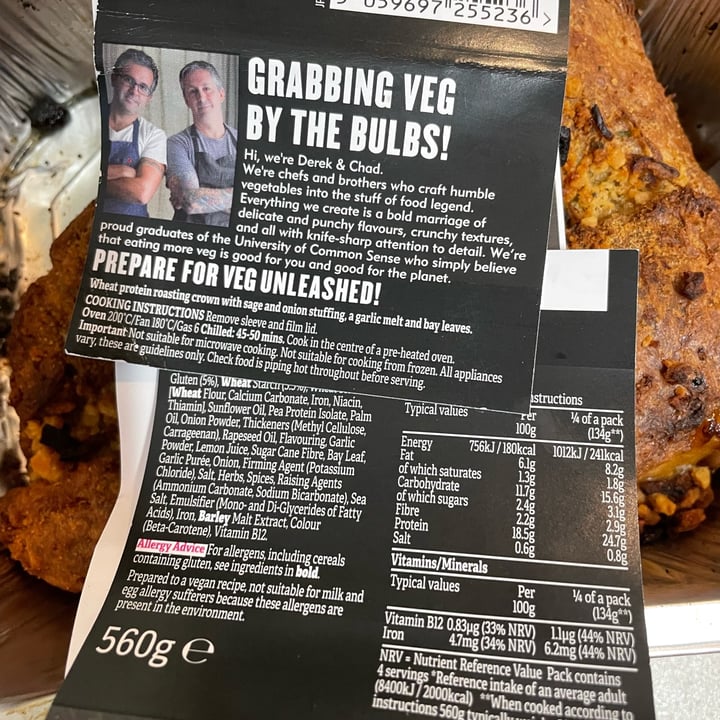 5 059697 255236 >
GRABBING VEG
BY THE BULBS!
Hi, we're Derek & Chad.
We're chefs and brothers who craft humble
vegetables into the stuff of food legend.
Everything we create is a bold marriage of
delicate and punchy flavours, crunchy textures,
and all with knife-sharp attention to detail. We're
proud graduates of the University of Common Sense who simply believe
that eating more veg is good for you and good for the planet.
PREPARE FOR VEG UNLEASHED!
Wheat protein roasting crown with sage and onion stuffing, a garlic melt and bay leaves.
COOKING INSTRUCTIONS Remove sleeve and film lid.
Oven 200°C/Fan 180°C/Gas 6 Chilled: 45-50 mins. Cook in the centre of a pre-heated oven.
Important Not suitable for microwave cooking. Not suitable for cooking from frozen. All appliances
vary, these are guidelines only. Check food is piping hot throughout before serving.
Gluten (5%), Wheat Starch
[Wheat Flour, Calcium Carbonate, Iron, Niacin,
Thiamin], Sunflower Oil, Pea Protein Isolate, Palm
Oil, Onion Powder, Thickeners (Methyl Cellulose,
Carrageenan), Rapeseed Oil, Flavouring, Garlic
Powder, Lemon Juice, Sugar Cane Fibre, Bay Leaf,
Garlic Purée, Onion, Firming Agent (Potassium
Chloride), Salt, Herbs, Spices, Raising Agents
(Ammonium Carbonate, Sodium Bicarbonate), Sea
Salt, Emulsifier (Mono- and Di-Glycerides of Fatty
Acids), Iron, Barley Malt Extract, Colour
(Beta-Carotene), Vitamin B12.
Allergy Advice For allergens, including cereals
containing gluten, see ingredients in bold.
Prepared to a vegan recipe, not suitable for milk and
egg allergy sufferers because these allergens are
present in the environment.
560g e
Typical values Per 100g ¼ of a pack (134g**)
Energy 756kJ/180kcal 1012kJ/241kcal
Fat 6.1g 8.2g
of which saturates 1.3g 1.8g
Carbohydrate 11.7g 15.6g
of which sugars 2.4g 3.1g
Fibre 2.2g 2.9g
Protein 18.5g 24.7g
Salt 0.6g 0.8g
Vitamins/Minerals
Typical values Per 100g ¼ of a pack (134g**)
Vitamin B12 0.83µg (33% NRV) 1.1µg (44% NRV)
Iron 4.7mg (34% NRV) 6.2mg (44% NRV)
NRV = Nutrient Reference Value Pack contains
4 servings *Reference intake of an average adult
(8400kJ/2000kcal) **When cooked according to
instructions 560g typically